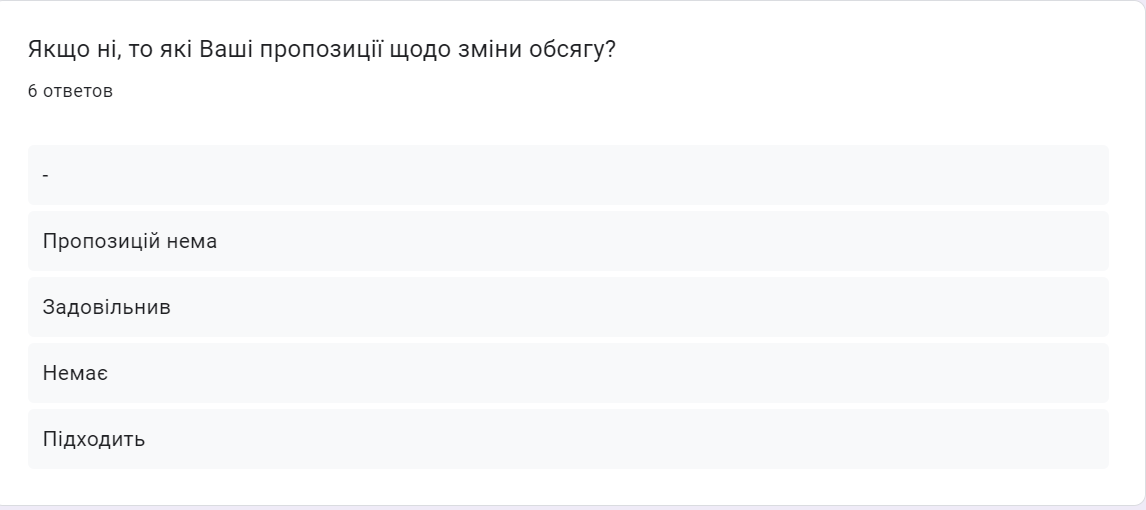 Якщо ні, то які Ваші пропозиції щодо зміни обсягу?
6 ответов
-
Пропозицій нема
Задовільнив
Немає
Підходить